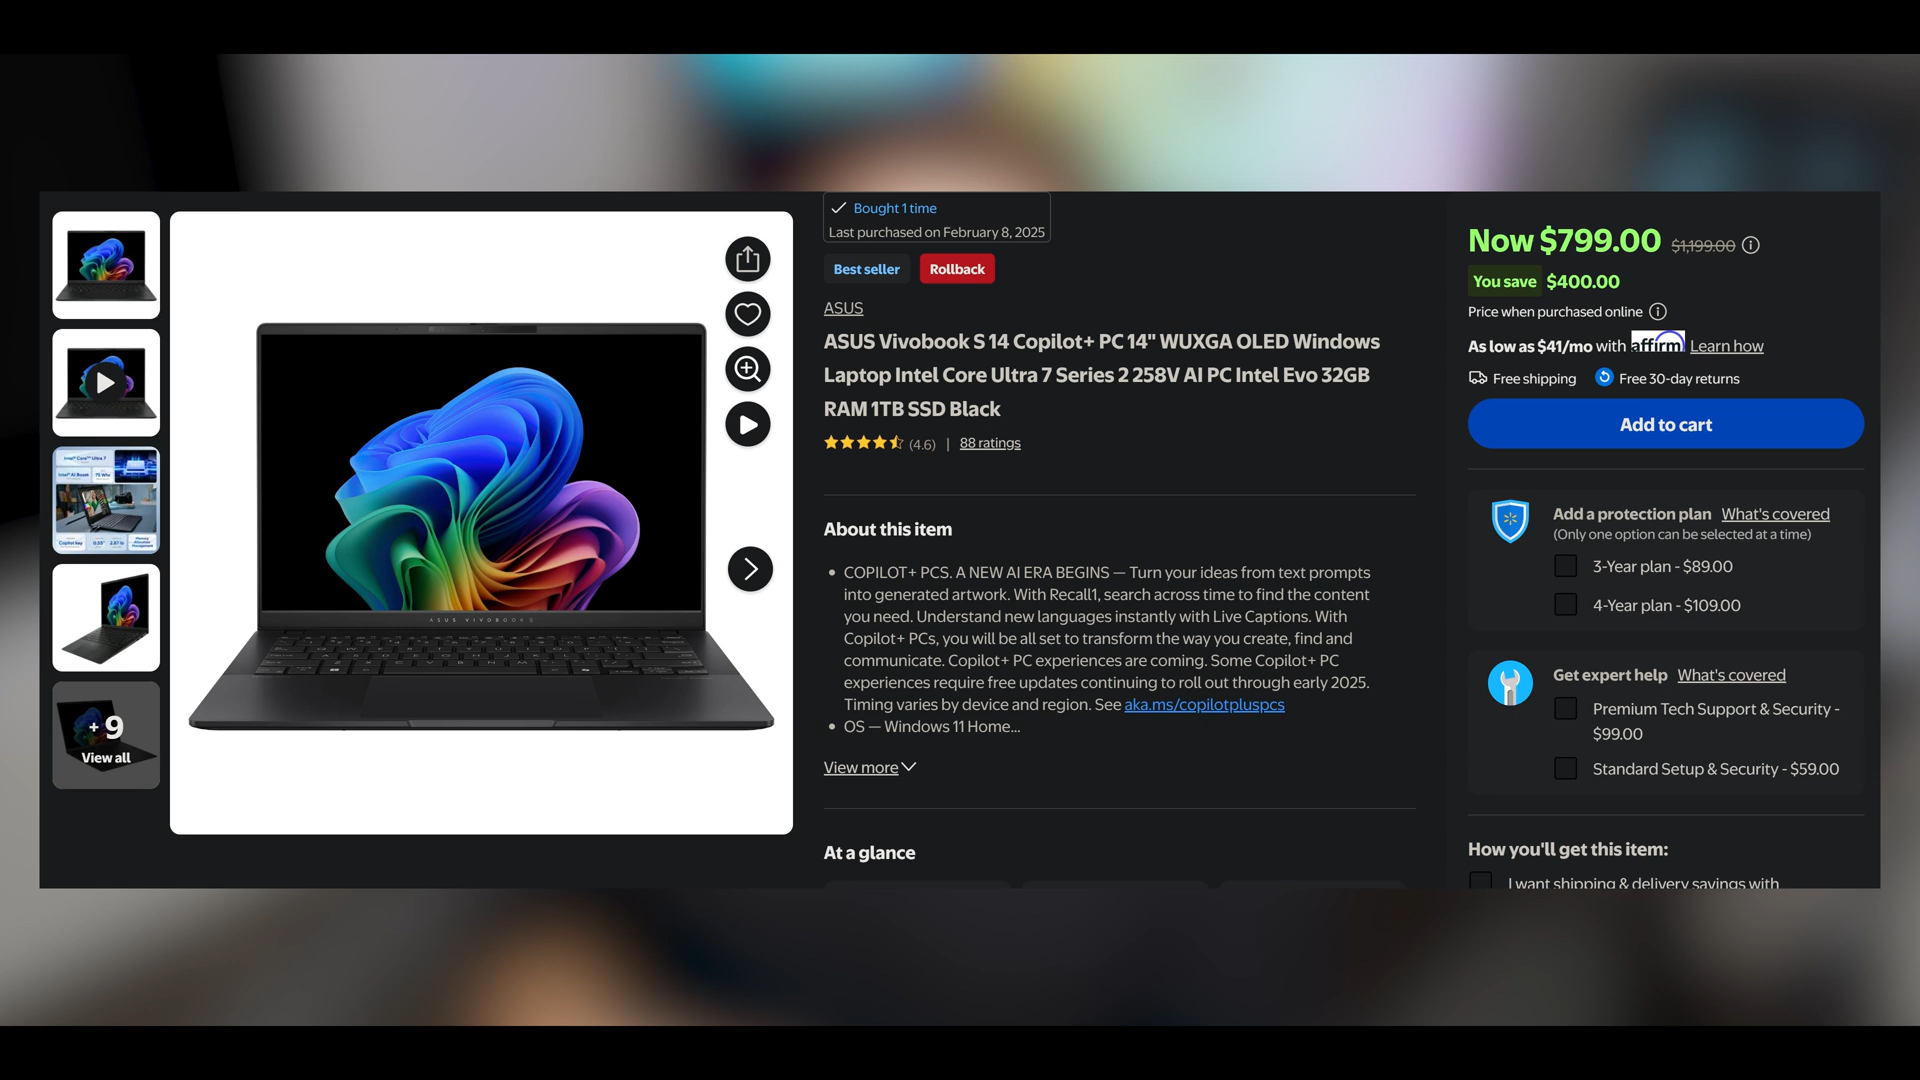 Bought 1 time
Last purchased on February 8, 2025
Best seller
Rollback
ASUS
ASUS Vivobook S 14 Copilot+ PC 14" WUXGA OLED Windows
Laptop Intel Core Ultra 7 Series 2 258V AI PC Intel Evo 32GB
RAM 1TB SSD Black
(4.6) | 88 ratings
About this item
• COPILOT+ PCS. A NEW AI ERA BEGINS — Turn your ideas from text prompts
into generated artwork. With Recall1, search across time to find the content
you need. Understand new languages instantly with Live Captions. With
Copilot+ PCs, you will be all set to transform the way you create, find and
communicate. Copilot+ PC experiences are coming. Some Copilot+ PC
experiences require free updates continuing to roll out through early 2025.
Timing varies by device and region. See aka.ms/copilotpluspcs
• OS — Windows 11 Home...
View more
At a glance
+9
View all
ASUS VIVOBOOK S
Now $799.00 $1,199.00
You save $400.00
Price when purchased online
As low as $41/mo with affirm Learn how
Free shipping Free 30-day returns
Add to cart
Add a protection plan What's covered
(Only one option can be selected at a time)
3-Year plan - $89.00
4-Year plan - $109.00
Get expert help What's covered
Premium Tech Support & Security -
$99.00
Standard Setup & Security - $59.00
How you'll get this item:
I want shipping & delivery savings with